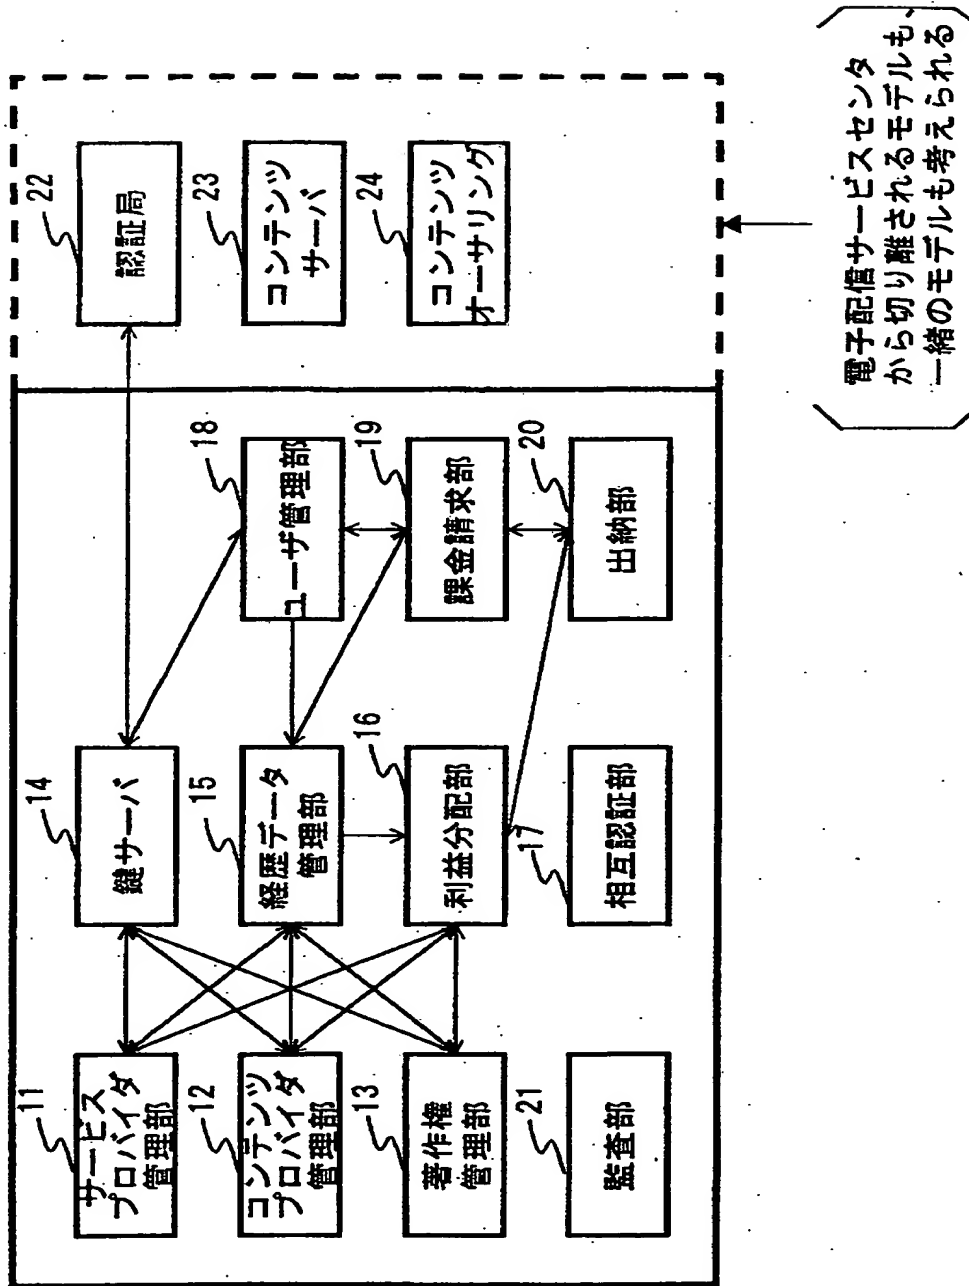 11
サービス
プロバイダ
管理部
12
コンテンツ
プロバイダ
管理部
13
著作権
管理部
21
監査部
14
鍵サーバ
15
経歴データ
管理部
16
利益分配部
17
相互認証部
18
ユーザ管理部
19
課金請求部
20
出納部
22
認証局
23
コンテンツ
サーバ
24
コンテンツ
オーサリング
電子配信サービスセンタ
から切り離されるモデルも、
一緒のモデルも考えられる